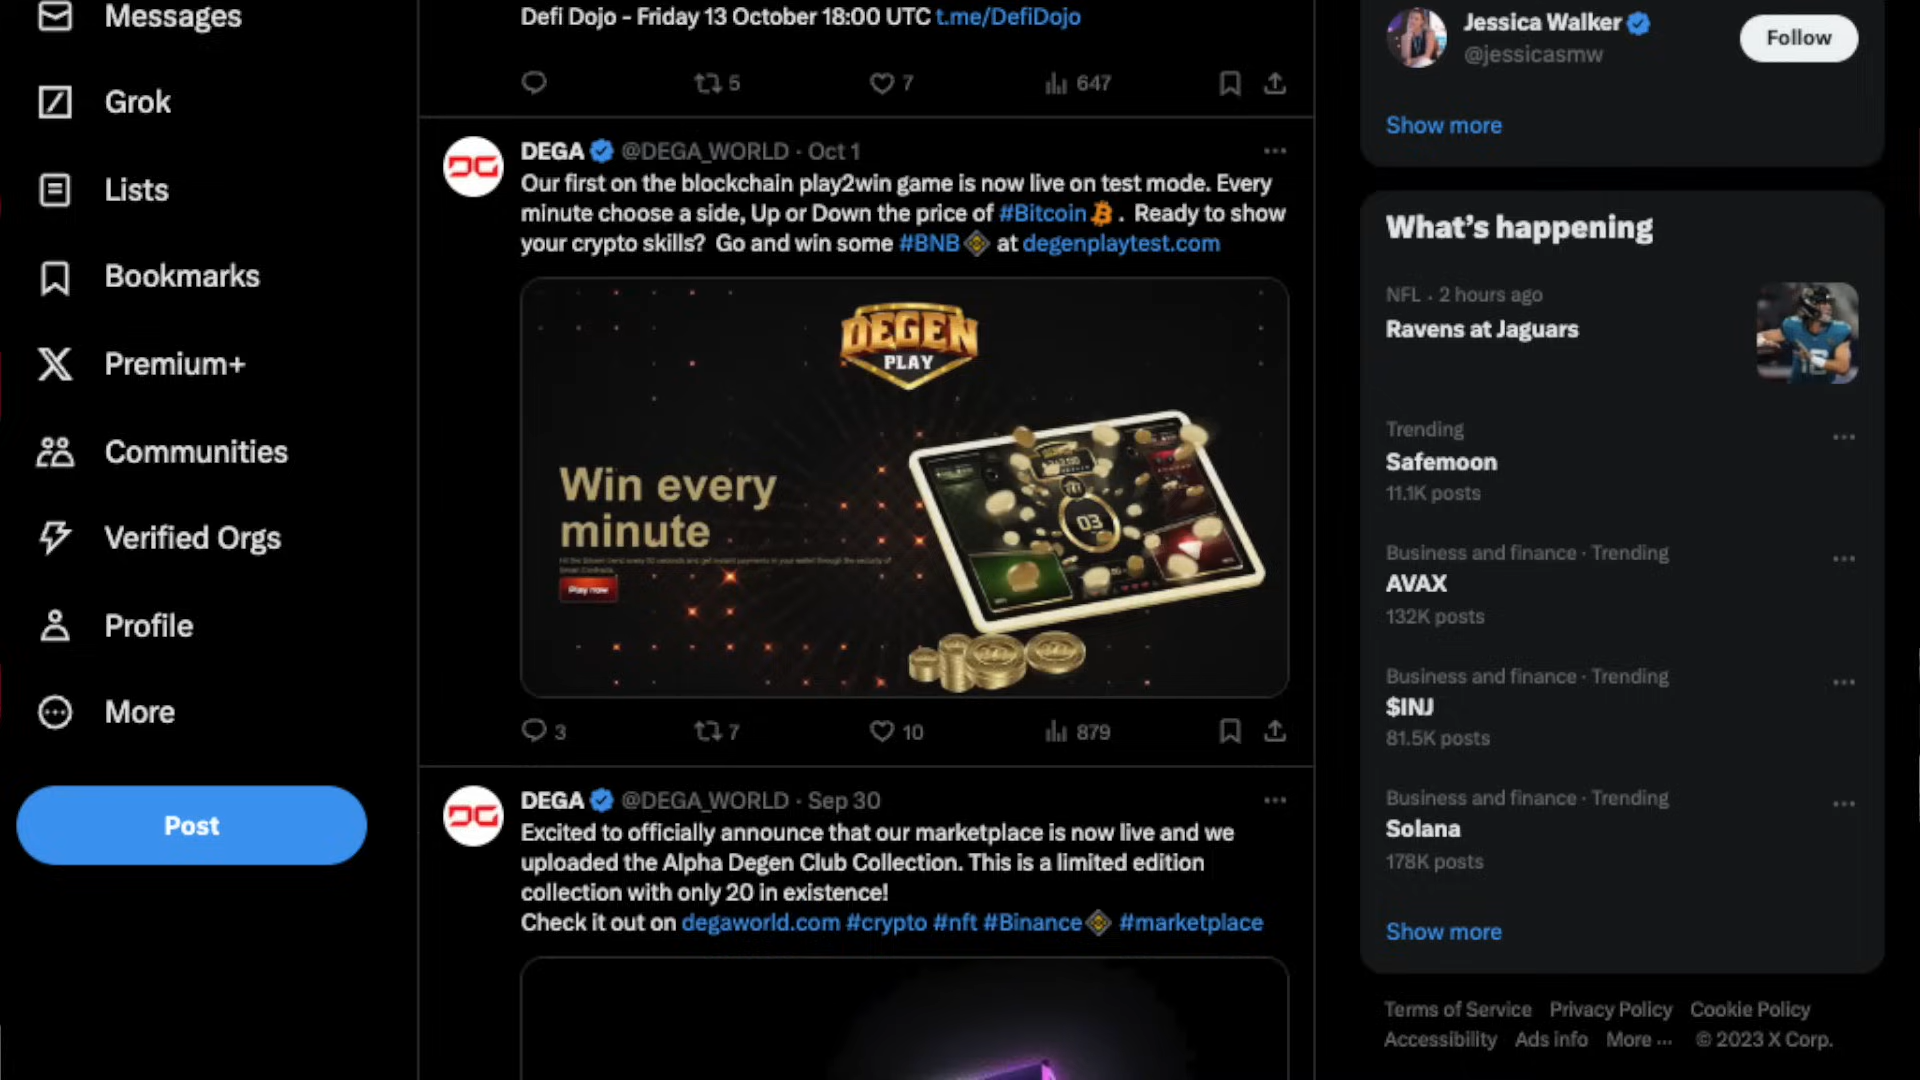 Messages
Grok
Lists
Bookmarks
Premium+
Communities
Verified Orgs
Profile
More
Post
Defi Dojo - Friday 13 October 18:00 UTC t.me/DefiDojo
5
7
647
DG
DEGA @DEGA_WORLD · Oct 1
Our first on the blockchain play2win game is now live on test mode. Every
minute choose a side, Up or Down the price of #Bitcoin . Ready to show
your crypto skills? Go and win some #BNB at degenplaytest.com
DEGEN
PLAY
Win every
minute
Play now
03
3
7
10
879
DG
DEGA @DEGA_WORLD · Sep 30
Excited to officially announce that our marketplace is now live and we
uploaded the Alpha Degen Club Collection. This is a limited edition
collection with only 20 in existence!
Check it out on degaworld.com #crypto #nft #Binance #marketplace
Jessica Walker
@jessicasmw
Follow
Show more
What's happening
NFL · 2 hours ago
Ravens at Jaguars
Trending
Safemoon
11.1K posts
Business and finance · Trending
AVAX
132K posts
Business and finance · Trending
$INJ
81.5K posts
Business and finance · Trending
Solana
178K posts
Show more
Terms of Service Privacy Policy Cookie Policy
Accessibility Ads info More ··· © 2023 X Corp.